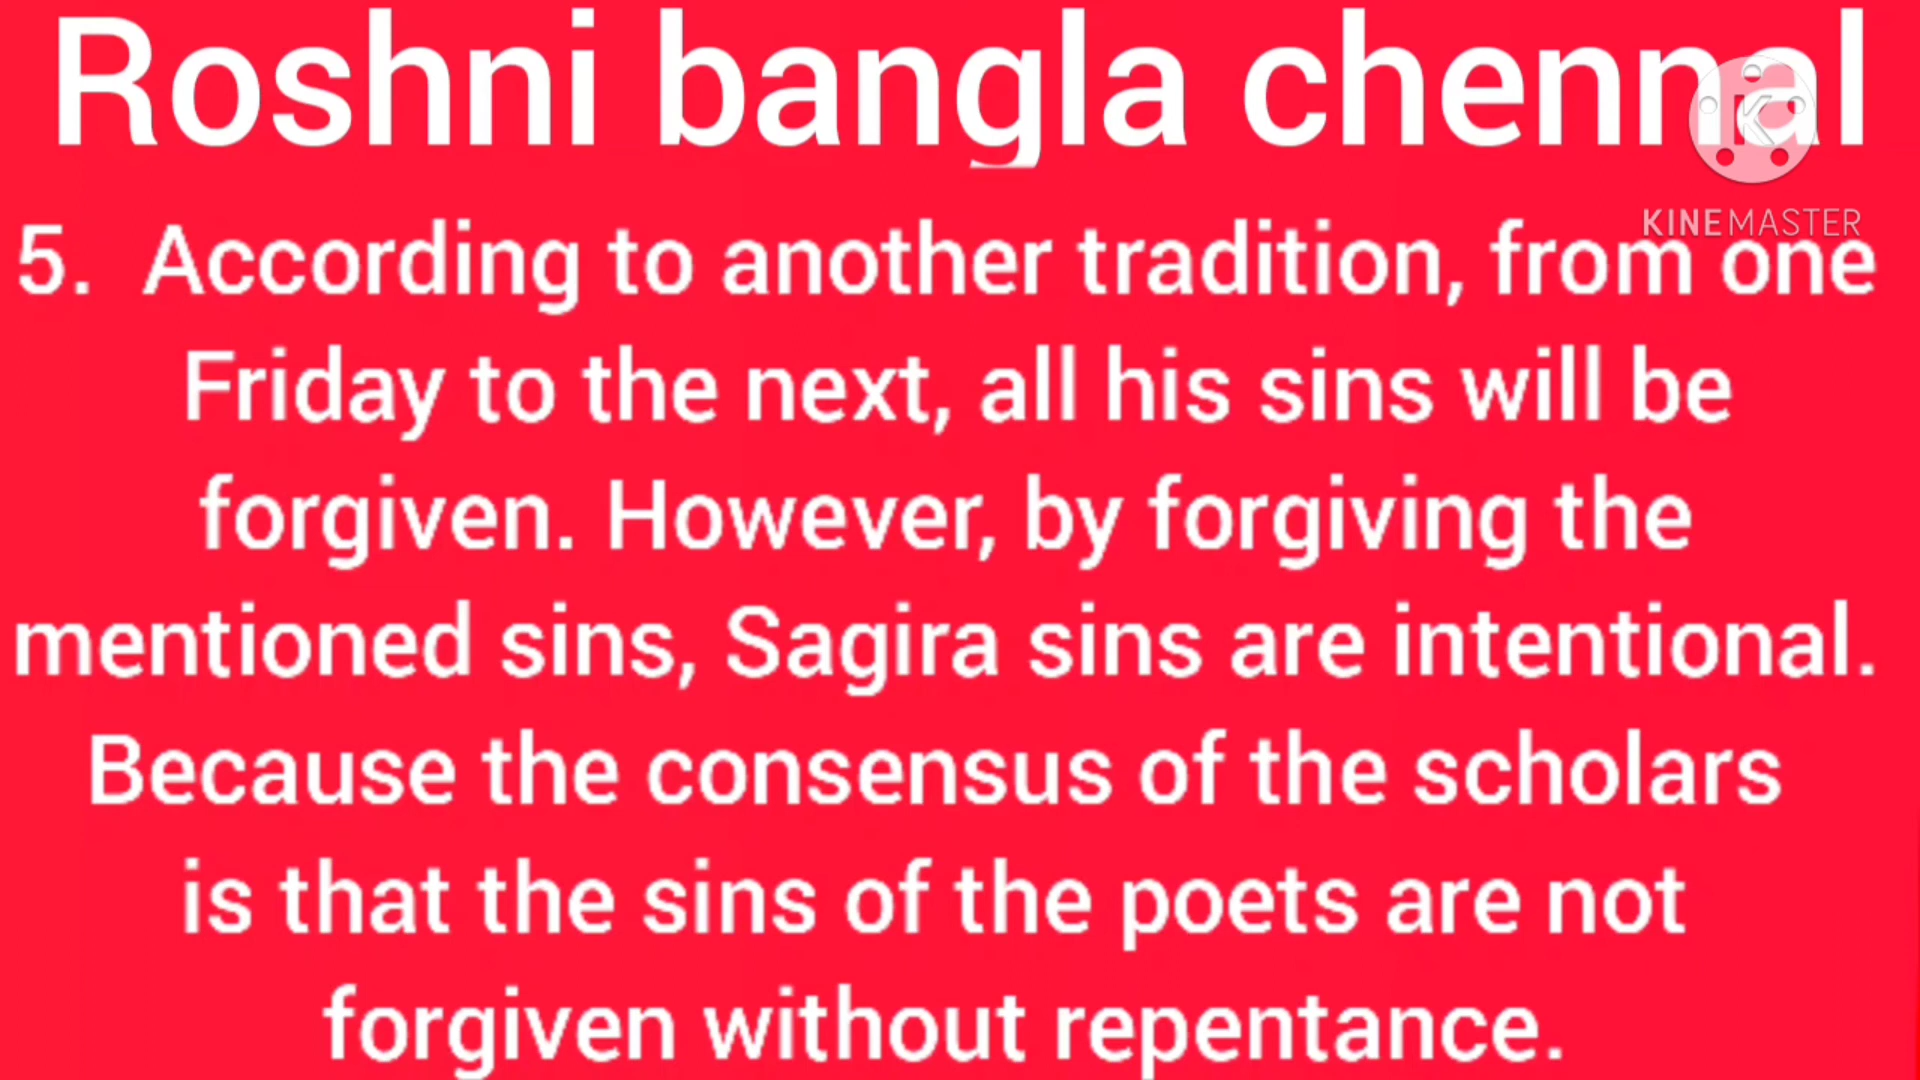 Roshni bangla chennal
KINEMASTER
5. According to another tradition, from one
Friday to the next, all his sins will be
forgiven. However, by forgiving the
mentioned sins, Sagira sins are intentional.
Because the consensus of the scholars
is that the sins of the poets are not
forgiven without repentance.